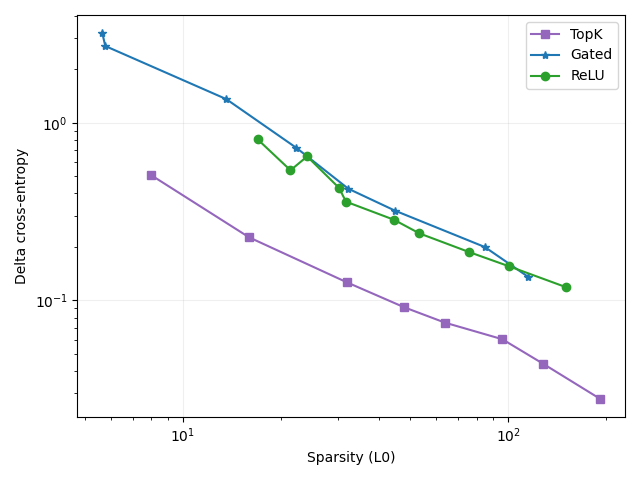 TopK
Gated
ReLU
Delta cross-entropy
10⁰
10⁻¹
10¹
10²
Sparsity (L0)